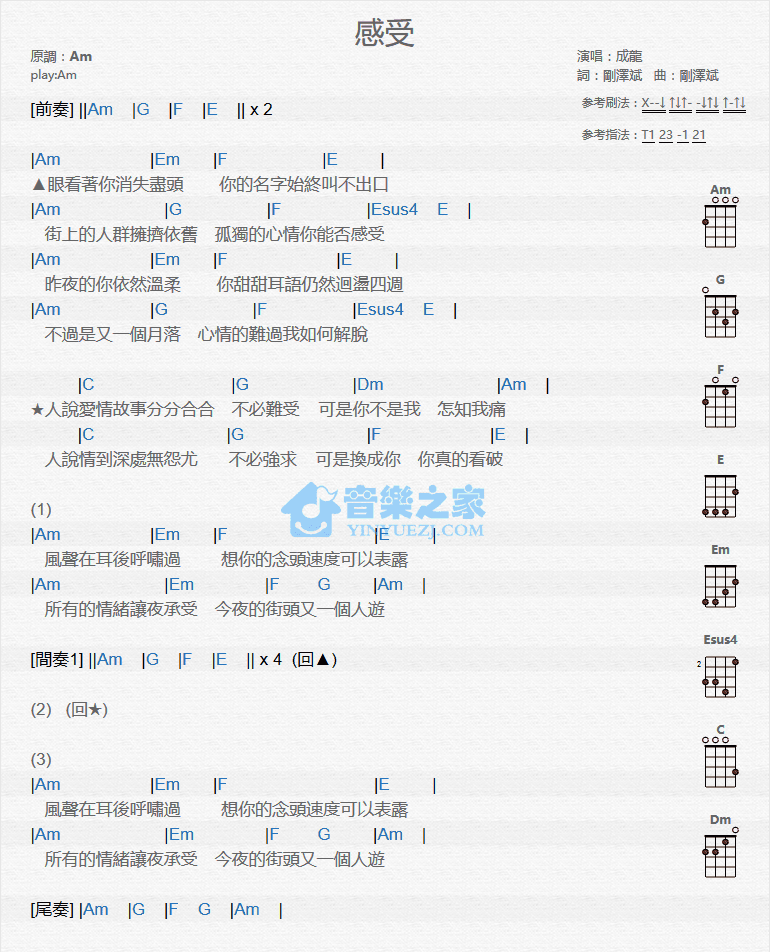 感受
原調：Am
play:Am
演唱：成龍
詞：剛澤斌 曲：剛澤斌
參考刷法：X--↓ ↑↓↑- -↓↑↓ ↑-↑↓
參考指法：T1 23 -1 21
[前奏] ||Am |G |F |E || x 2
|Am |Em |F |E |
▲眼看著你消失盡頭 你的名字始終叫不出口
|Am |G |F |Esus4 E |
街上的人群擁擠依舊 孤獨的心情你能否感受
|Am |Em |F |E |
昨夜的你依然溫柔 你甜甜耳語仍然迴盪四週
|Am |G |F |Esus4 E |
不過是又一個月落 心情的難過我如何解脫
|C |G |Dm |Am |
★人說愛情故事分分合合 不必難受 可是你不是我 怎知我痛
|C |G |F |E |
人說情到深處無怨尤 不必強求 可是換成你 你真的看破
(1)
|Am |Em |F |E |
風聲在耳後呼嘯過 想你的念頭速度可以表露
|Am |Em |F G |Am |
所有的情緒讓夜承受 今夜的街頭又一個人遊
[間奏1] ||Am |G |F |E || x 4 (回▲)
(2) (回★)
(3)
|Am |Em |F |E |
風聲在耳後呼嘯過 想你的念頭速度可以表露
|Am |Em |F G |Am |
所有的情緒讓夜承受 今夜的街頭又一個人遊
[尾奏] |Am |G |F G |Am |
Am
G
F
E
Em
Esus4
2
C
Dm
音樂之家
YINYUEZJ.COM